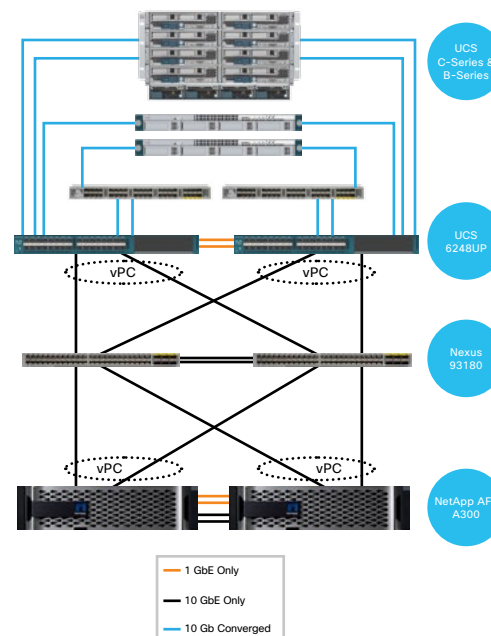 UCS
C-Series &
B-Series
UCS
6248UP
vPC
vPC
Nexus
93180
vPC
vPC
NetApp AF
A300
1 GbE Only
10 GbE Only
10 Gb Converged